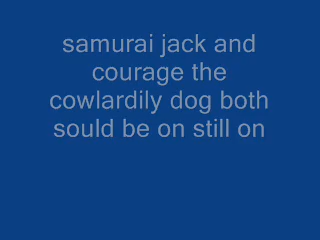 samurai jack and
courage the
cowlardily dog both
sould be on still on